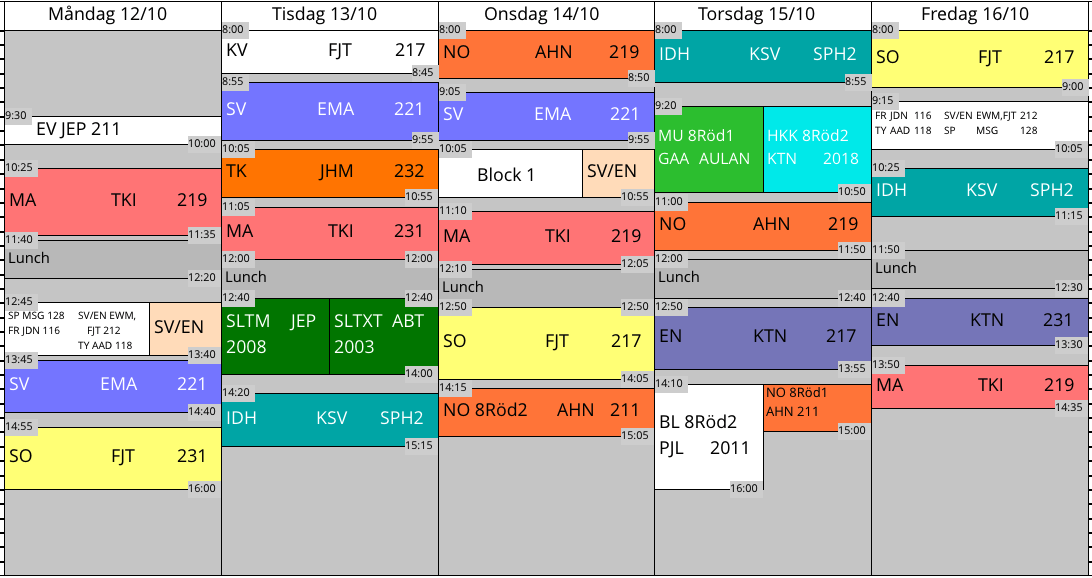 Måndag 12/10
9:30
EV JEP 211
10:00
10:25
MA TKI 219
11:35
11:40
Lunch
12:20
12:45
SP MSG 128 SV/EN EWM,
FR JDN 116 FJT 212
TY AAD 118
SV/EN
13:40
13:45
SV EMA 221
14:40
14:55
SO FJT 231
16:00
Tisdag 13/10
8:00
KV FJT 217
8:45
8:55
SV EMA 221
9:55
10:05
TK JHM 232
10:55
11:05
MA TKI 231
12:00
12:00
Lunch
12:40
12:40
SLTM JEP
2008
SLTXT ABT
2003
14:00
14:20
IDH KSV SPH2
15:15
Onsdag 14/10
8:00
NO AHN 219
8:50
9:05
SV EMA 221
9:55
10:05
Block 1
SV/EN
10:55
11:10
MA TKI 219
12:05
12:10
Lunch
12:50
12:50
SO FJT 217
14:05
14:15
NO 8Röd2 AHN 211
15:05
Torsdag 15/10
8:00
IDH KSV SPH2
8:55
9:20
MU 8Röd1
GAA AULAN
HKK 8Röd2
KTN 2018
10:50
11:00
NO AHN 219
11:50
12:00
Lunch
12:40
12:50
EN KTN 217
13:55
14:10
BL 8Röd2
PJL 2011
16:00
NO 8Röd1
AHN 211
15:00
Fredag 16/10
8:00
SO FJT 217
9:00
9:15
FR JDN 116 SV/EN EWM,FJT 212
TY AAD 118 SP MSG 128
10:05
10:25
IDH KSV SPH2
11:15
11:50
Lunch
12:30
12:40
EN KTN 231
13:30
13:50
MA TKI 219
14:35